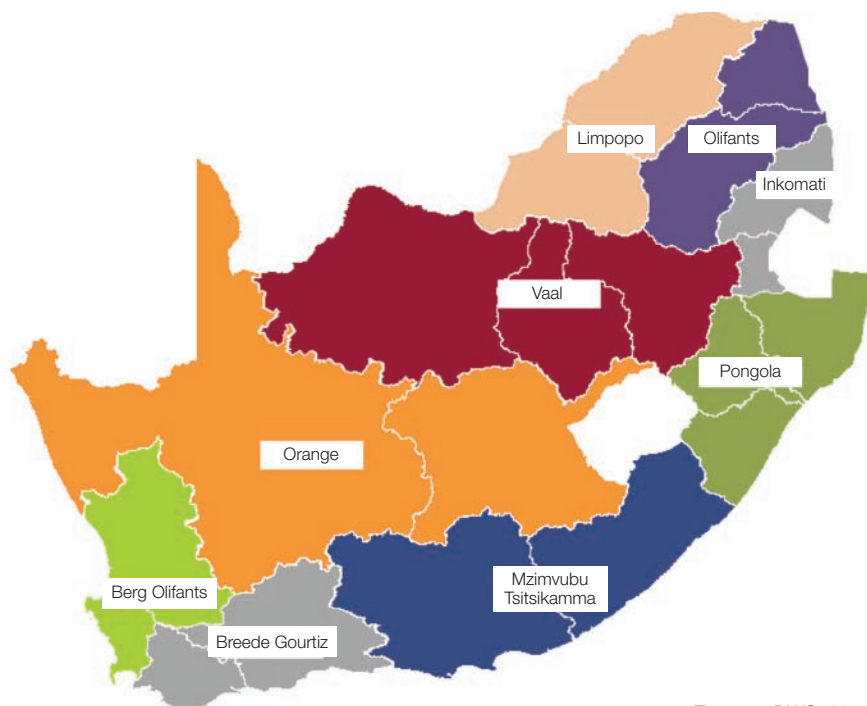 Limpopo
Olifants
Inkomati
Vaal
Pongola
Orange
Mzimvubu
Tsitsikamma
Berg Olifants
Breede Gourtiz